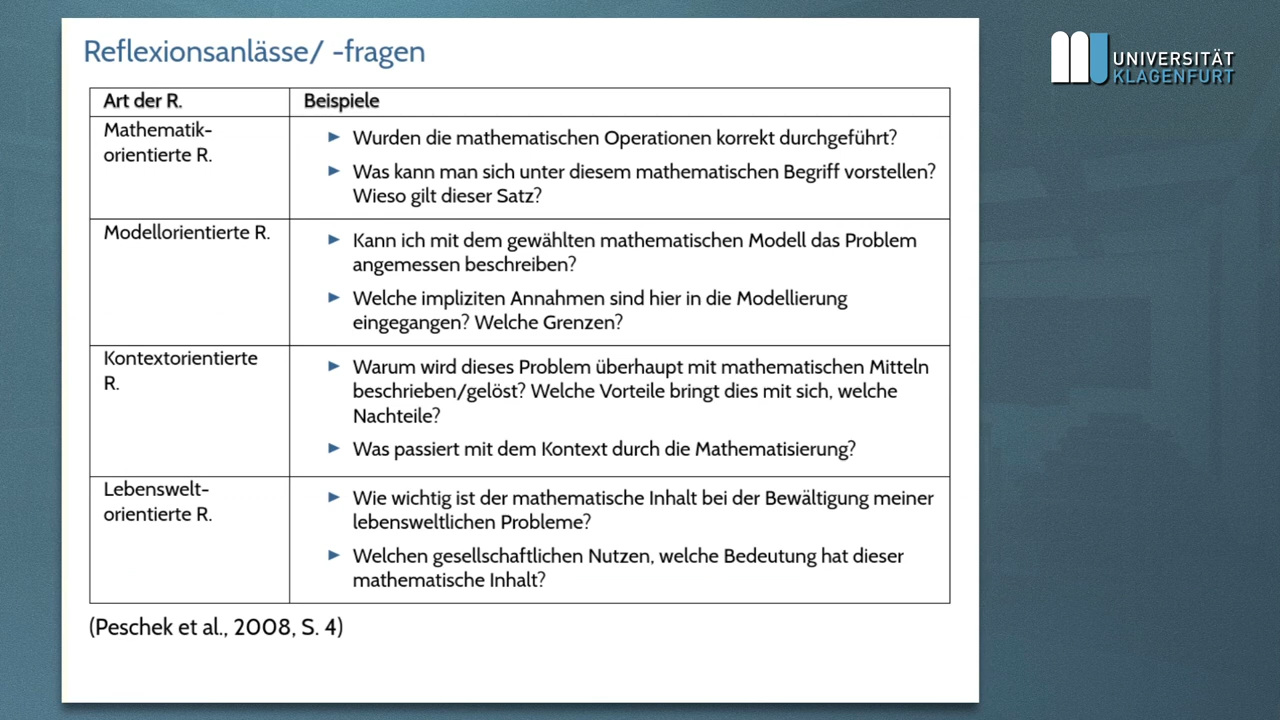 Reflexionsanlässe/ -fragen
UNIVERSITÄT
KLAGENFURT
Art der R.
Beispiele
Mathematik-
orientierte R.
Wurden die mathematischen Operationen korrekt durchgeführt?
Was kann man sich unter diesem mathematischen Begriff vorstellen?
Wieso gilt dieser Satz?
Modellorientierte R.
Kann ich mit dem gewählten mathematischen Modell das Problem
angemessen beschreiben?
Welche impliziten Annahmen sind hier in die Modellierung
eingegangen? Welche Grenzen?
Kontextorientierte
R.
Warum wird dieses Problem überhaupt mit mathematischen Mitteln
beschrieben/gelöst? Welche Vorteile bringt dies mit sich, welche
Nachteile?
Was passiert mit dem Kontext durch die Mathematisierung?
Lebenswelt-
orientierte R.
Wie wichtig ist der mathematische Inhalt bei der Bewältigung meiner
lebensweltlichen Probleme?
Welchen gesellschaftlichen Nutzen, welche Bedeutung hat dieser
mathematische Inhalt?
(Peschek et al., 2008, S. 4)